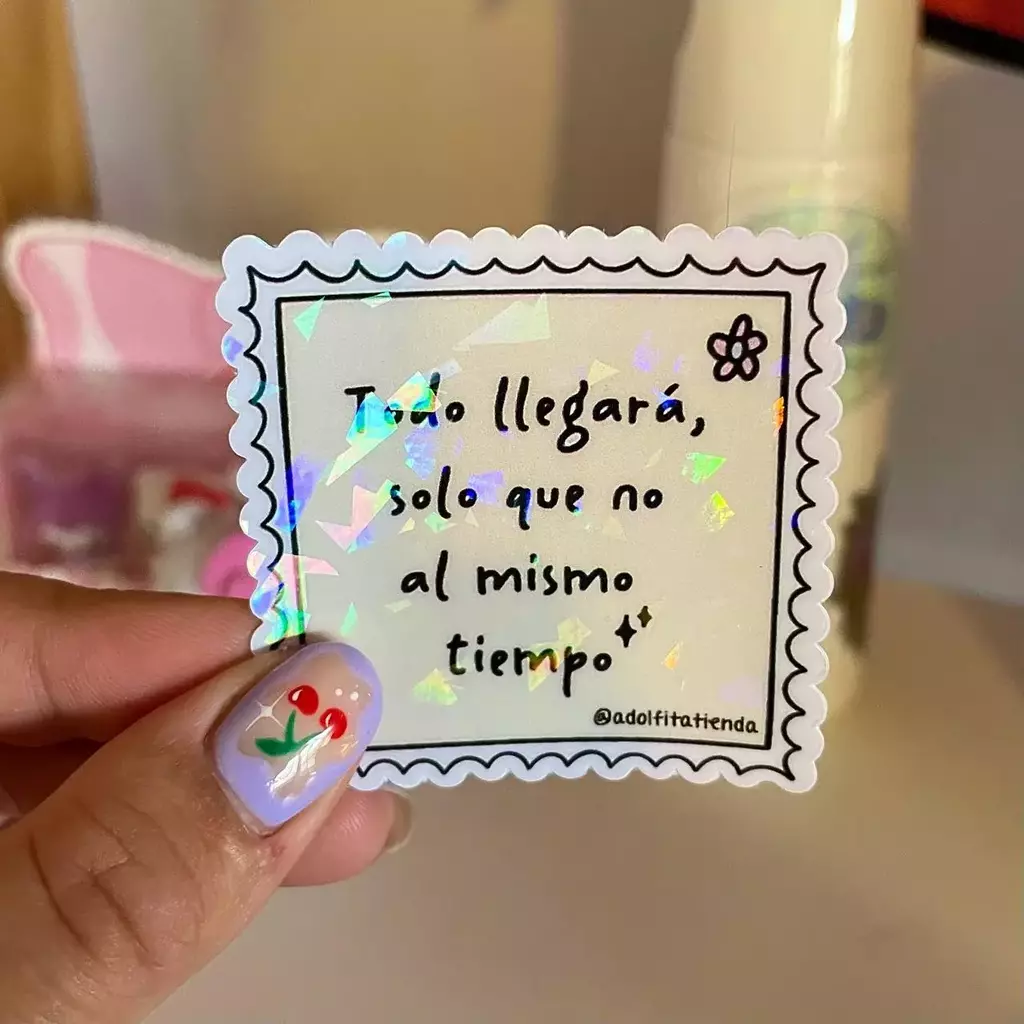 Todo llegará,
solo que no
al mismo
tiempo
@adolfitatienda